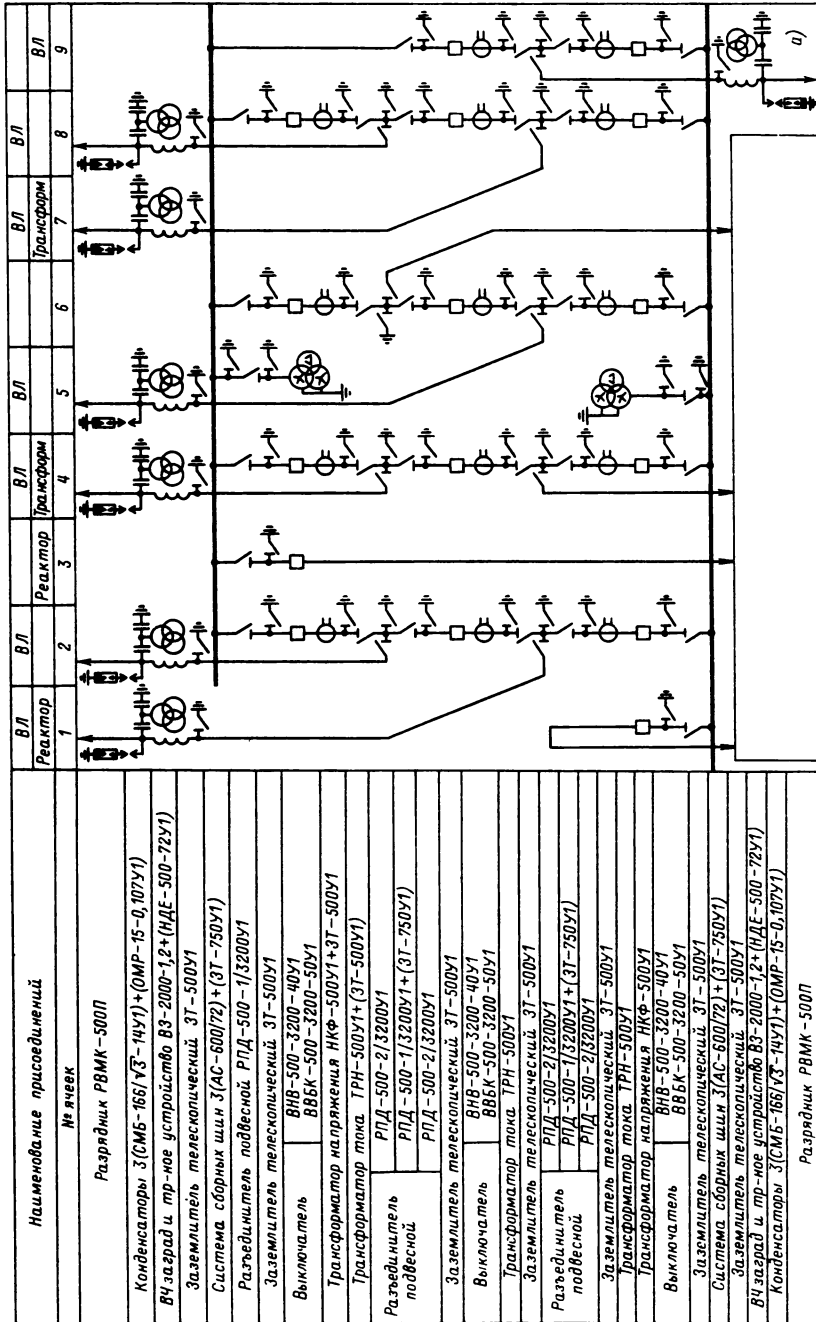 Наименование присоединений
ВЛ
ВЛ
ВЛ
ВЛ
ВЛ
ВЛ
ВЛ
Реактор
Реактор
Трансформ
Трансформ
№ ячеек
1
2
3
4
5
6
7
8
9
Разрядник РВМК-500П
Конденсаторы 3(СМБ-166/√3-14У1)+(ОМР-15-0,107У1)
ВЧ заград и тр-ное устройство ВЗ-2000-1,2+(НДЕ-500-72У1)
Заземлитель телескопический ЗТ-500У1
Система сборных шин 3(АС-600/72)+(ЗТ-750У1)
Разъединитель подвесной РПД-500-1/3200У1
Заземлитель телескопический ЗТ-500У1
Выключатель
ВНВ-500-3200-40У1
ВВБК-500-3200-50У1
Трансформатор напряжения НКФ-500У1+ЗТ-500У1
Трансформатор тока ТРН-500У1+(ЗТ-500У1)
Разъединитель
подвесной
РПД-500-2/3200У1
РПД-500-1/3200У1+(ЗТ-750У1)
РПД-500-2/3200У1
Заземлитель телескопический ЗТ-500У1
Выключатель
ВНВ-500-3200-40У1
ВВБК-500-3200-50У1
Трансформатор тока ТРН-500У1
Заземлитель телескопический ЗТ-500У1
Разъединитель
подвесной
РПД-500-2/3200У1
РПД-500-1/3200У1+(ЗТ-750У1)
РПД-500-2/3200У1
Заземлитель телескопический ЗТ-500У1
Трансформатор тока ТРН-500У1
Трансформатор напряжения НКФ-500У1
Выключатель
ВНВ-500-3200-40У1
ВВБК-500-3200-50У1
Заземлитель телескопический ЗТ-500У1
Система сборных шин 3(АС-600/72)+(ЗТ-750У1)
Заземлитель телескопический ЗТ-500У1
ВЧ заград и тр-ное устройство ВЗ-2000-1,2+(НДЕ-500-72У1)
Конденсаторы 3(СМБ-166/√3-14У1)+(ОМР-15-0,107У1)
Разрядник РВМК-500П
а)